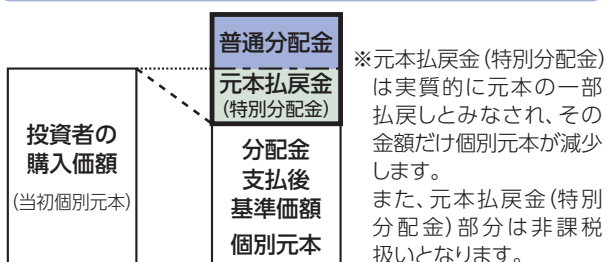 普通分配金
元本払戻金
(特別分配金)
投資者の
購入価額
(当初個別元本)
分配金
支払後
基準価額
個別元本
※元本払戻金(特別分配金)
は実質的に元本の一部
払戻しとみなされ、その
金額だけ個別元本が減少
します。
また、元本払戻金(特別
分配金)部分は非課税
扱いとなります。